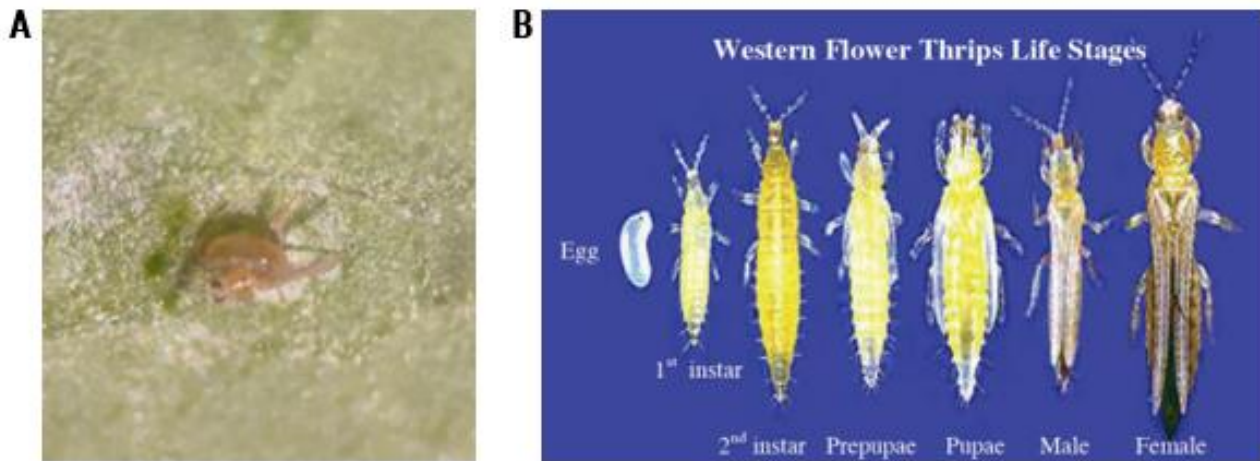 A
B
Western Flower Thrips Life Stages
Egg
1st instar
2nd instar
Prepupae
Pupae
Male
Female